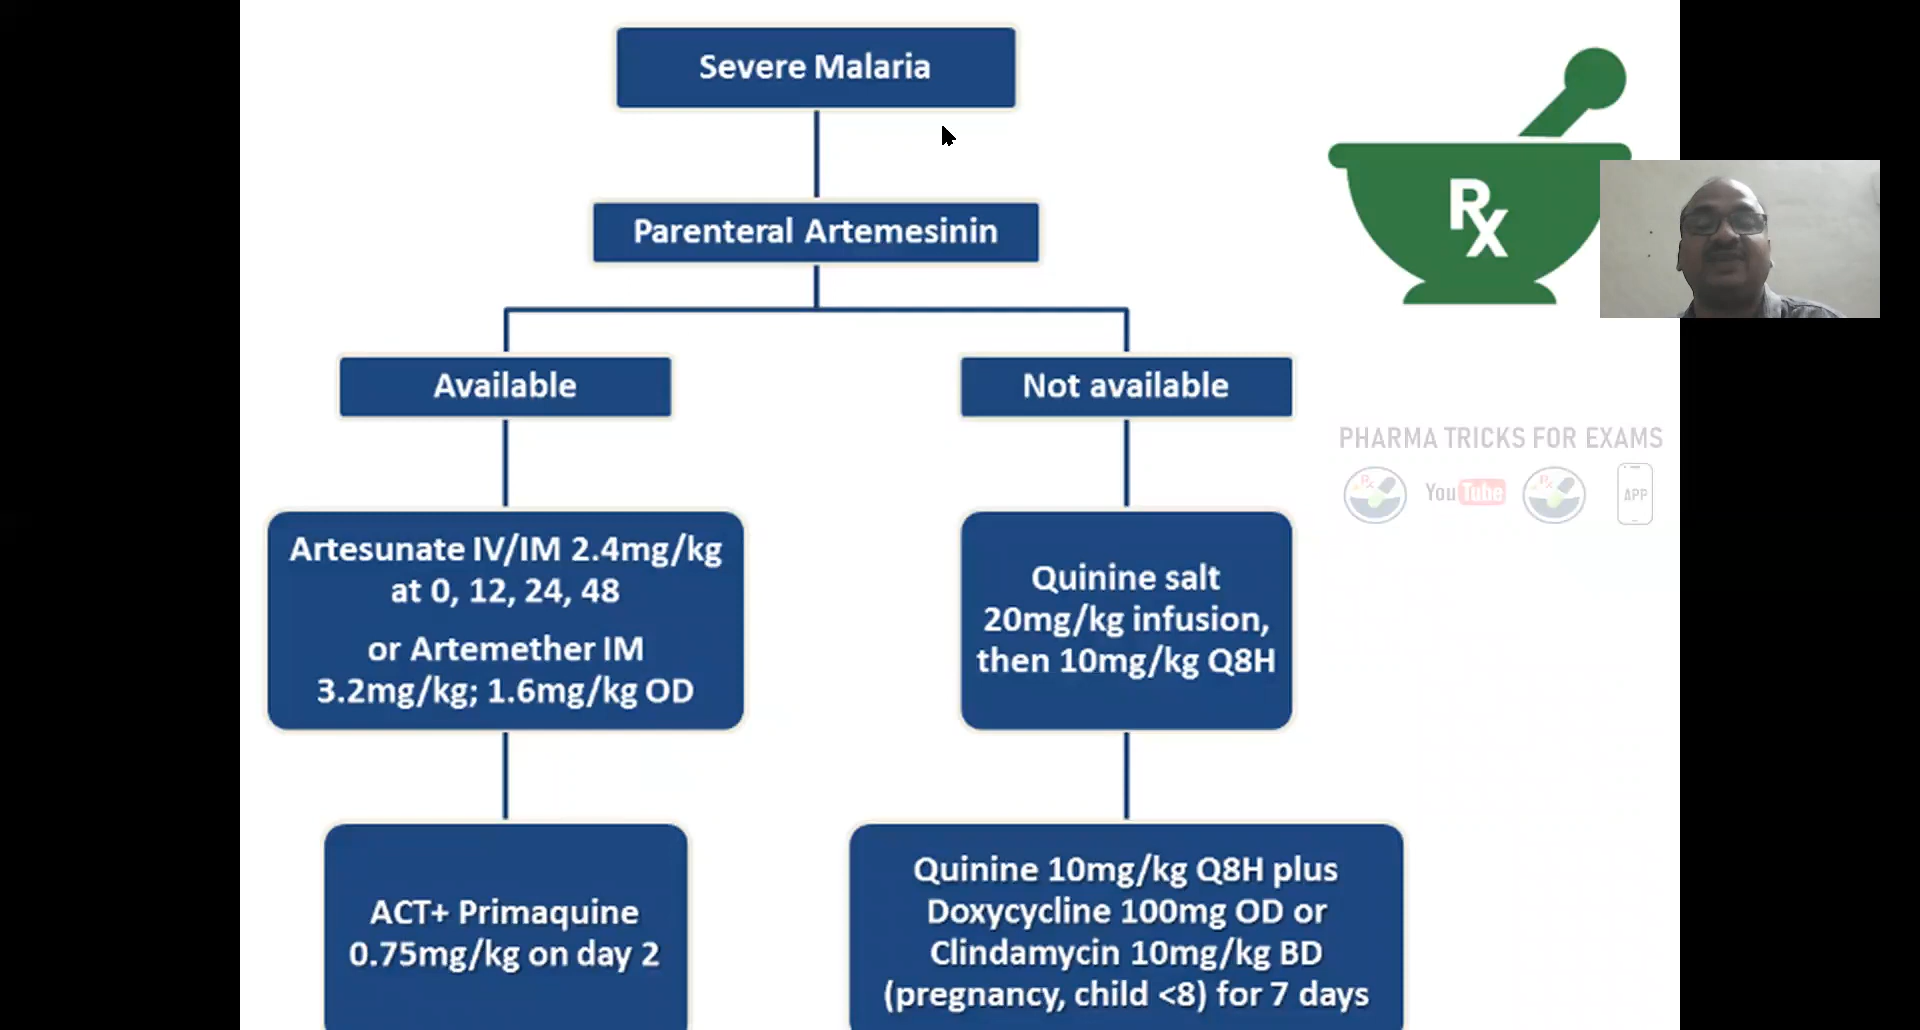 Severe Malaria
Rx
Parenteral Artemesinin
Available
Not available
PHARMA TRICKS FOR EXAMS
Rx
YouTube
Rx
APP
Artesunate IV/IM 2.4mg/kg
at 0, 12, 24, 48
or Artemether IM
3.2mg/kg; 1.6mg/kg OD
Quinine salt
20mg/kg infusion,
then 10mg/kg Q8H
ACT+ Primaquine
0.75mg/kg on day 2
Quinine 10mg/kg Q8H plus
Doxycycline 100mg OD or
Clindamycin 10mg/kg BD
(pregnancy, child <8) for 7 days